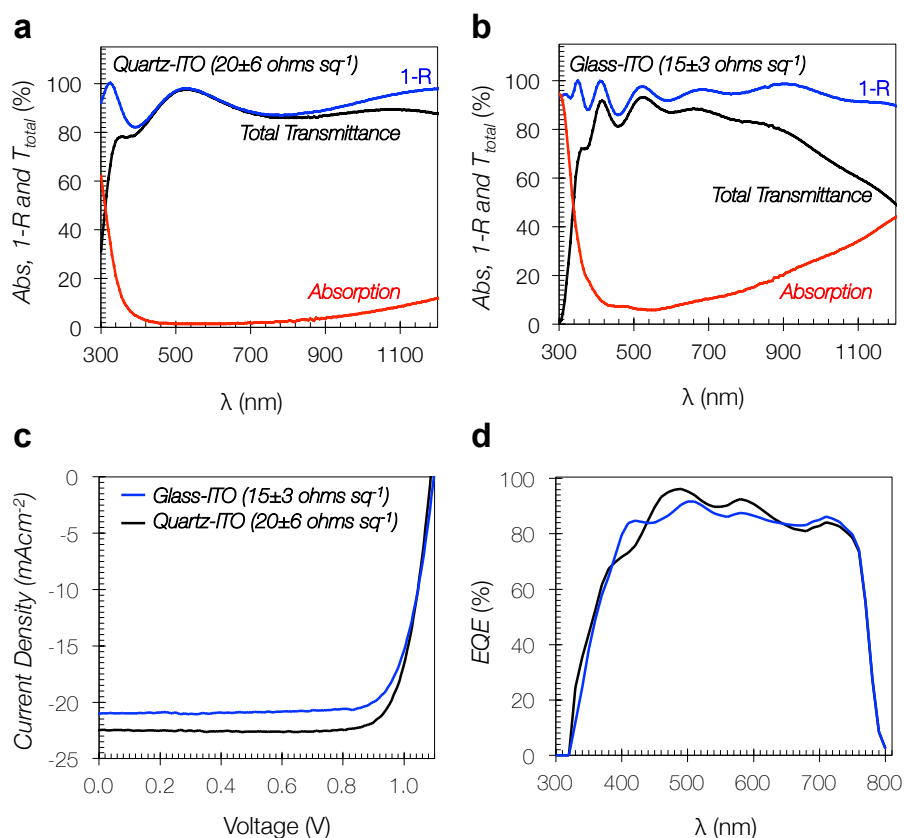 a
Quartz-ITO (20±6 ohms sq⁻¹)
1-R
Total Transmittance
Absorption
Abs, 1-R and T_total (%)
0
20
40
60
80
100
120
300
500
700
900
1100
λ (nm)
b
Glass-ITO (15±3 ohms sq⁻¹)
1-R
Total Transmittance
Absorption
Abs, 1-R and T_total (%)
0
20
40
60
80
100
120
300
500
700
900
1100
λ (nm)
c
Glass-ITO (15±3 ohms sq⁻¹)
Quartz-ITO (20±6 ohms sq⁻¹)
Current Density (mAcm⁻²)
0
-5
-10
-15
-20
-25
0.0
0.2
0.4
0.6
0.8
1.0
Voltage (V)
d
EQE (%)
100
80
60
40
20
0
300
400
500
600
700
800
λ (nm)